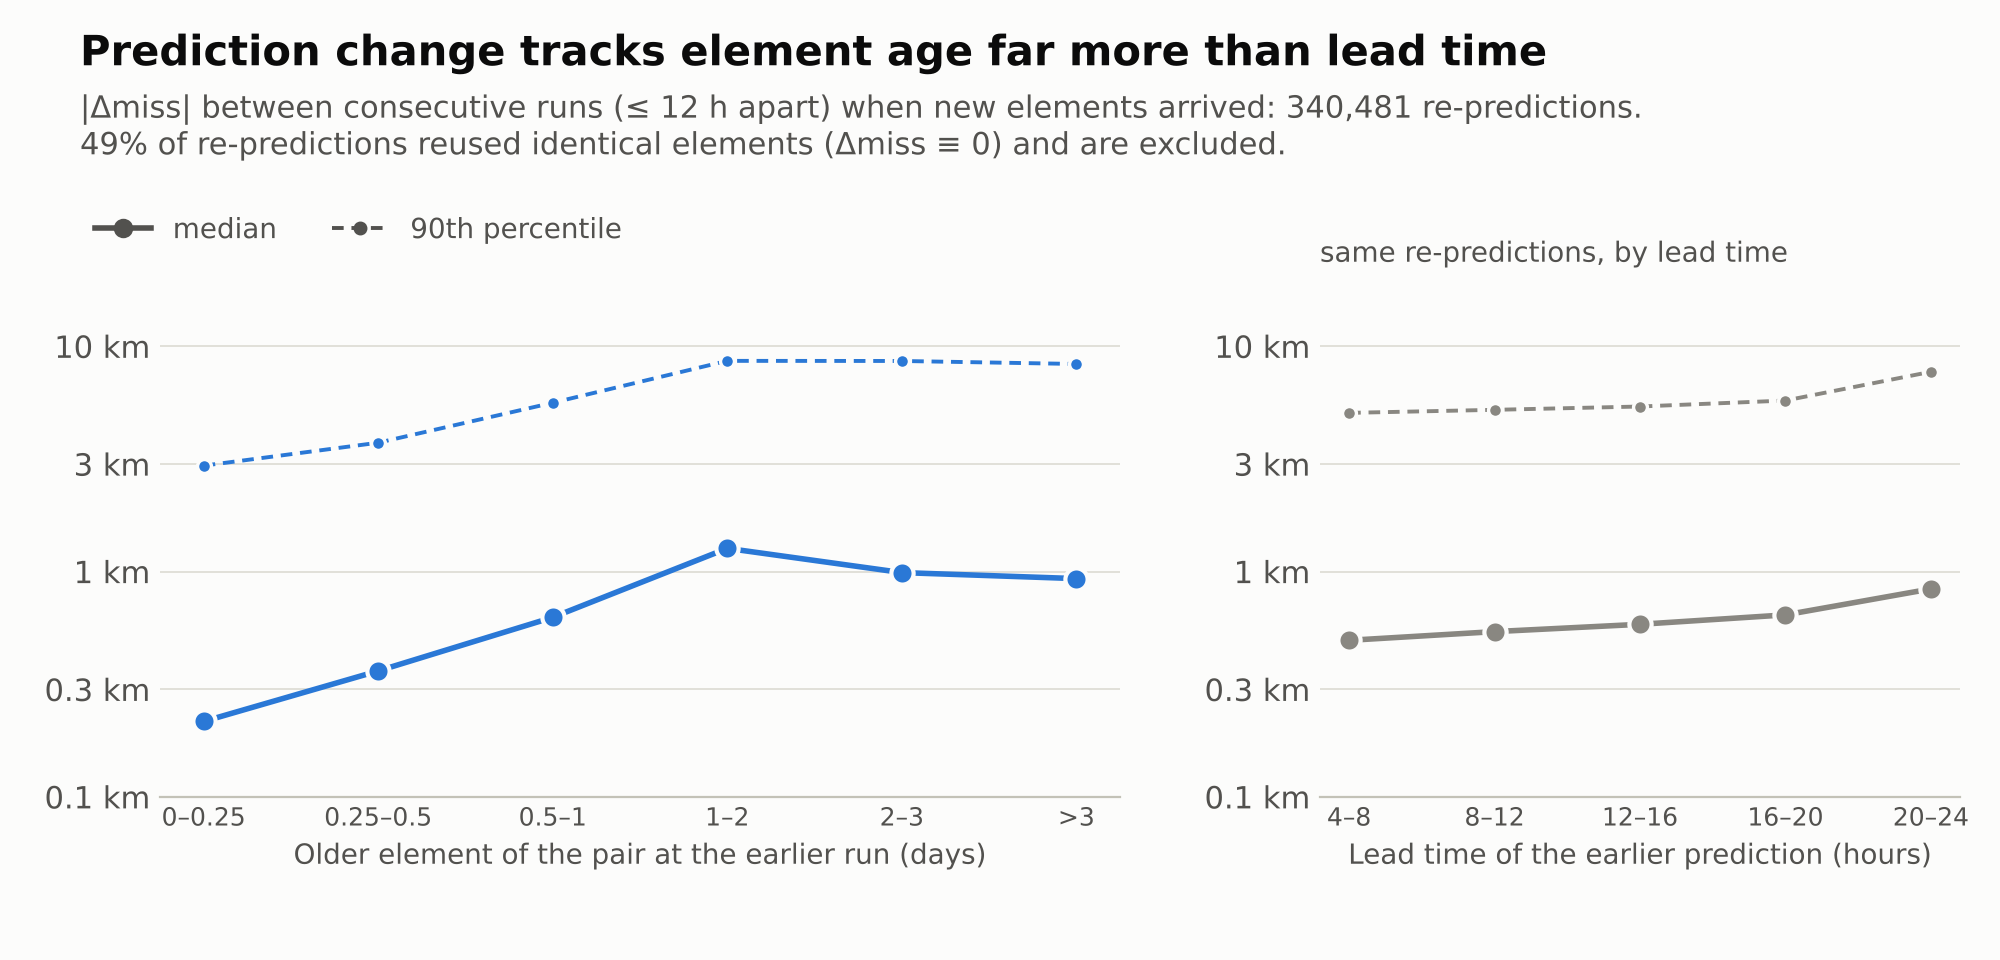 Prediction change tracks element age far more than lead time
|Δmiss| between consecutive runs (≤ 12 h apart) when new elements arrived: 340,481 re-predictions.
49% of re-predictions reused identical elements (Δmiss ≡ 0) and are excluded.
median
90th percentile
same re-predictions, by lead time
10 km
3 km
1 km
0.3 km
0.1 km
0–0.25
0.25–0.5
0.5–1
1–2
2–3
>3
Older element of the pair at the earlier run (days)
10 km
3 km
1 km
0.3 km
0.1 km
4–8
8–12
12–16
16–20
20–24
Lead time of the earlier prediction (hours)